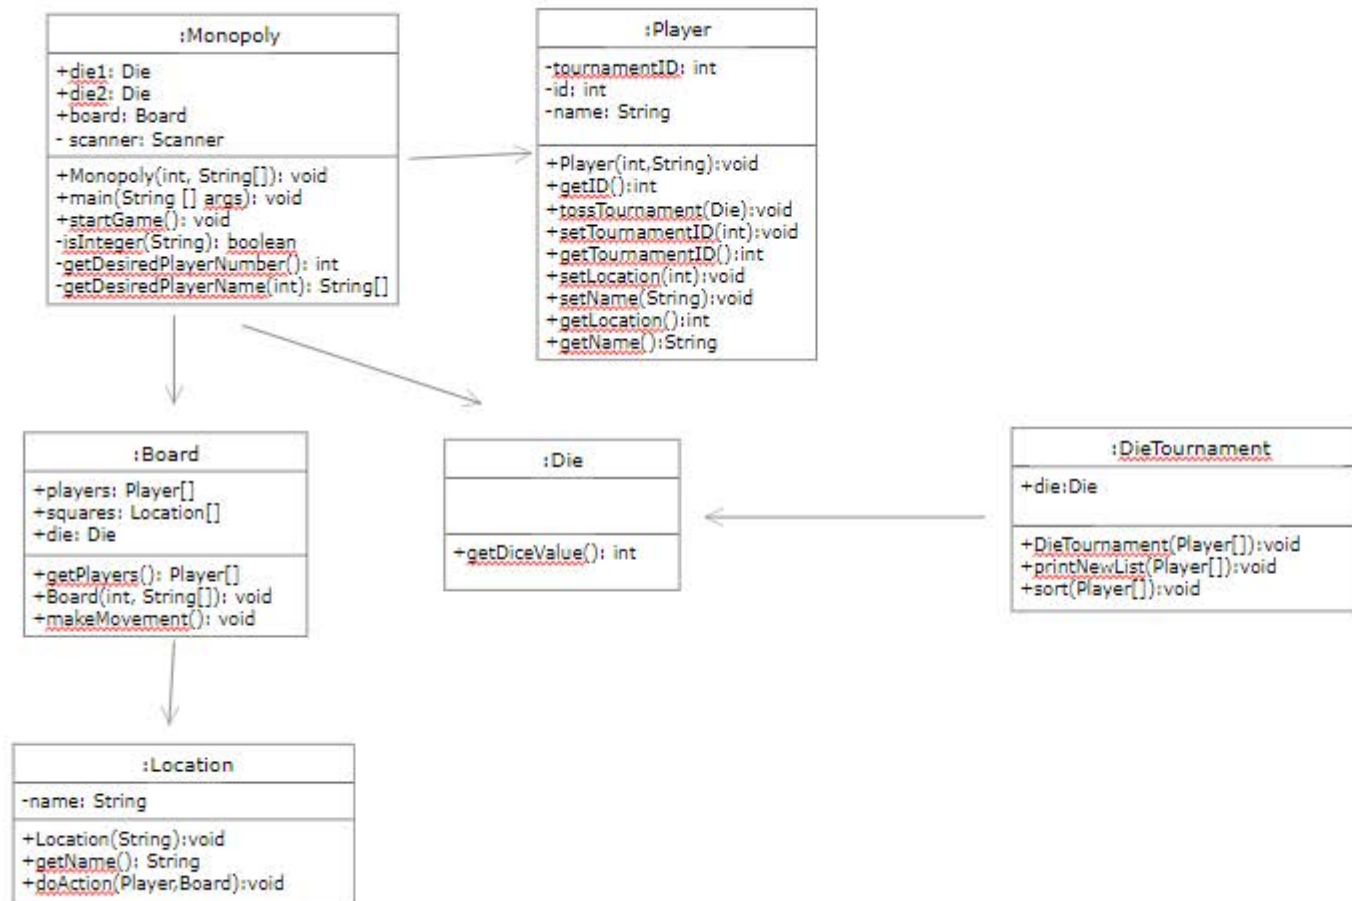 :Monopoly
+die1: Die
+die2: Die
+board: Board
- scanner: Scanner
+Monopoly(int, String[]): void
+main(String [] args): void
+startGame(): void
-isInteger(String): boolean
-getDesiredPlayerNumber(): int
-getDesiredPlayerName(int): String[]
:Player
-tournamentID: int
-id: int
-name: String
+Player(int,String):void
+getID():int
+tossTournament(Die):void
+setTournamentID(int):void
+getTournamentID():int
+setLocation(int):void
+setName(String):void
+getLocation():int
+getName():String
:Board
+players: Player[]
+squares: Location[]
+die: Die
+getPlayers(): Player[]
+Board(int, String[]): void
+makeMovement(): void
:Die
+getDiceValue(): int
:DieTournament
+die:Die
+DieTournament(Player[]):void
+printNewList(Player[]):void
+sort(Player[]):void
:Location
-name: String
+Location(String):void
+getName(): String
+doAction(Player,Board):void